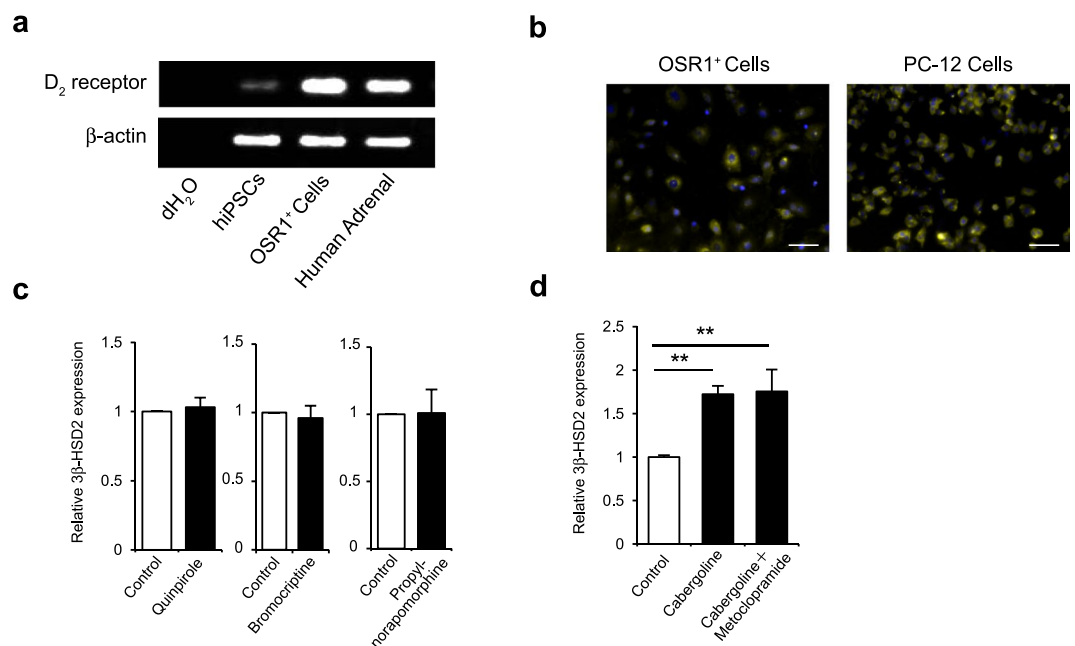 a
D₂ receptor
β-actin
dH₂O
hiPSCs
OSR1⁺ Cells
Human Adrenal
b
OSR1⁺ Cells
PC-12 Cells
c
Relative 3β-HSD2 expression
1.5
1
0.5
0
Control
Quinpirole
1.5
1
0.5
0
Control
Bromocriptine
1.5
1
0.5
0
Control
Propyl-
norapomorphine
d
Relative 3β-HSD2 expression
2.5
2
1.5
1
0.5
0
**
**
Control
Cabergoline
Cabergoline+
Metoclopramide